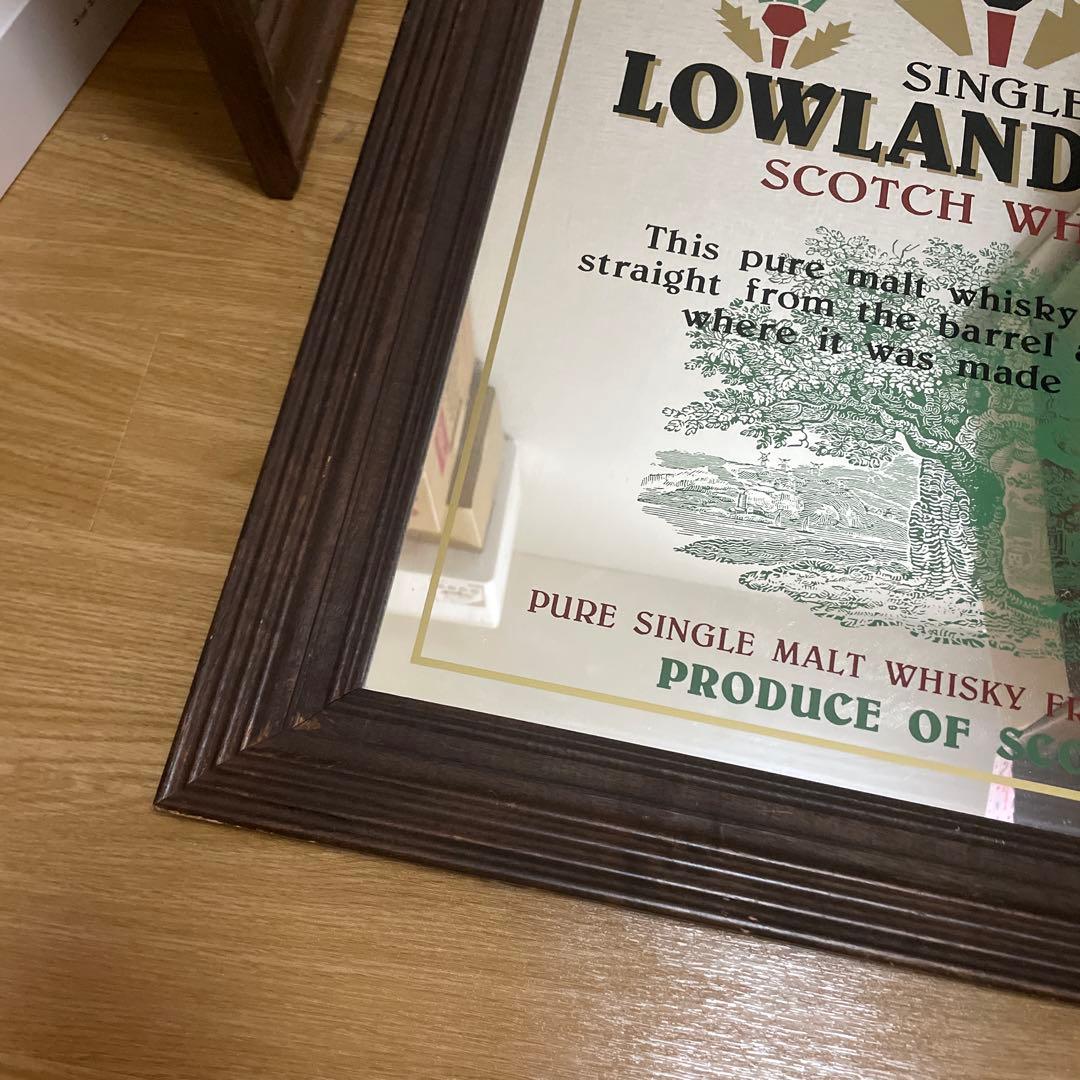 SINGLE
LOWLAND
SCOTCH WH
This pure malt whisky
straight from the barrel a
where it was made
PURE SINGLE MALT WHISKY FR
PRODUCE OF SCO